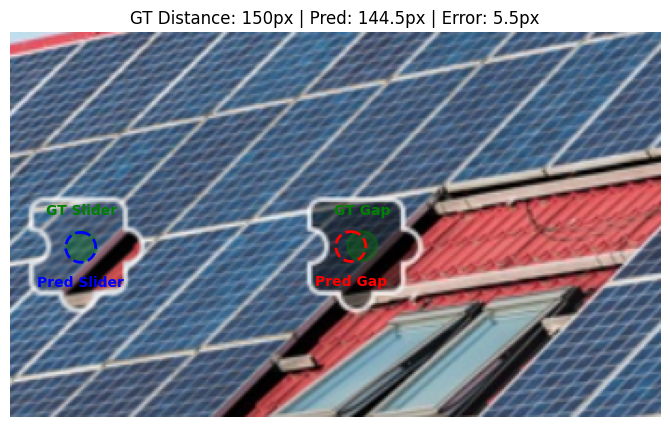 GT Distance: 150px | Pred: 144.5px | Error: 5.5px
GT Slider
GT Gap
Pred Slider
Pred Gap